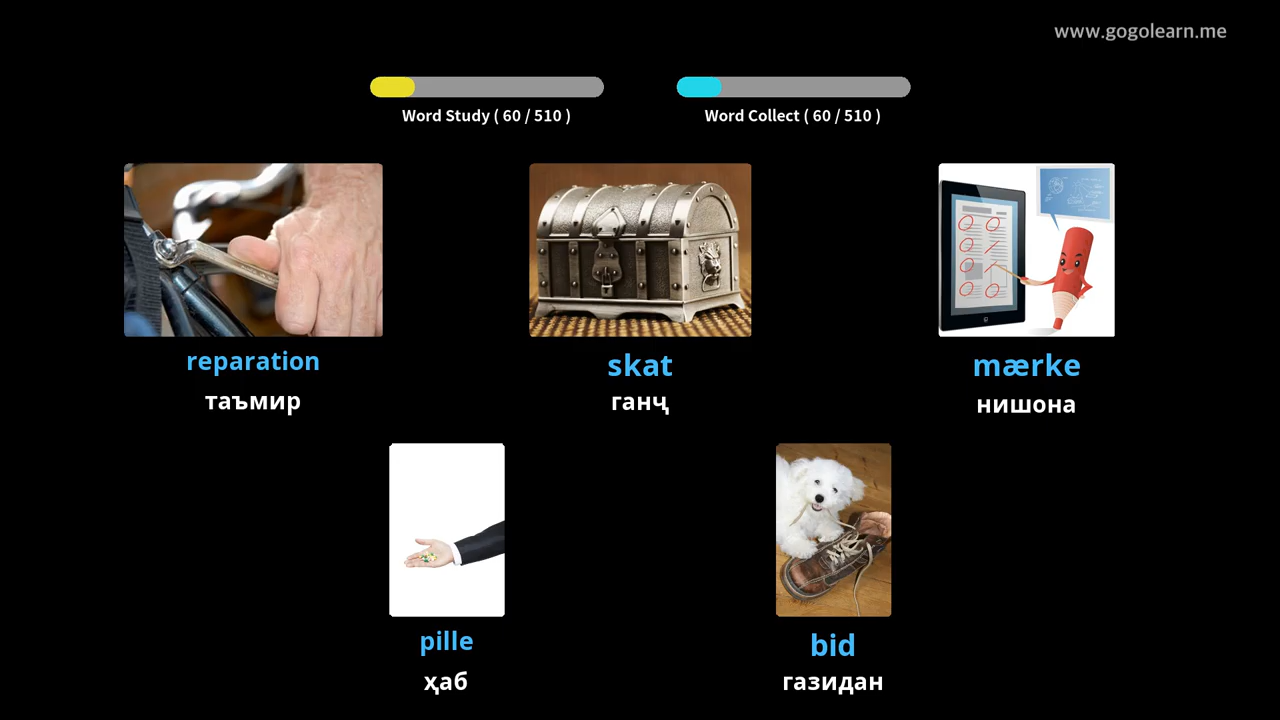 www.gogolearn.me
Word Study ( 60 / 510 )
Word Collect ( 60 / 510 )
reparation
таъмир
skat
ганҷ
mærke
нишона
pille
ҳаб
bid
газидан